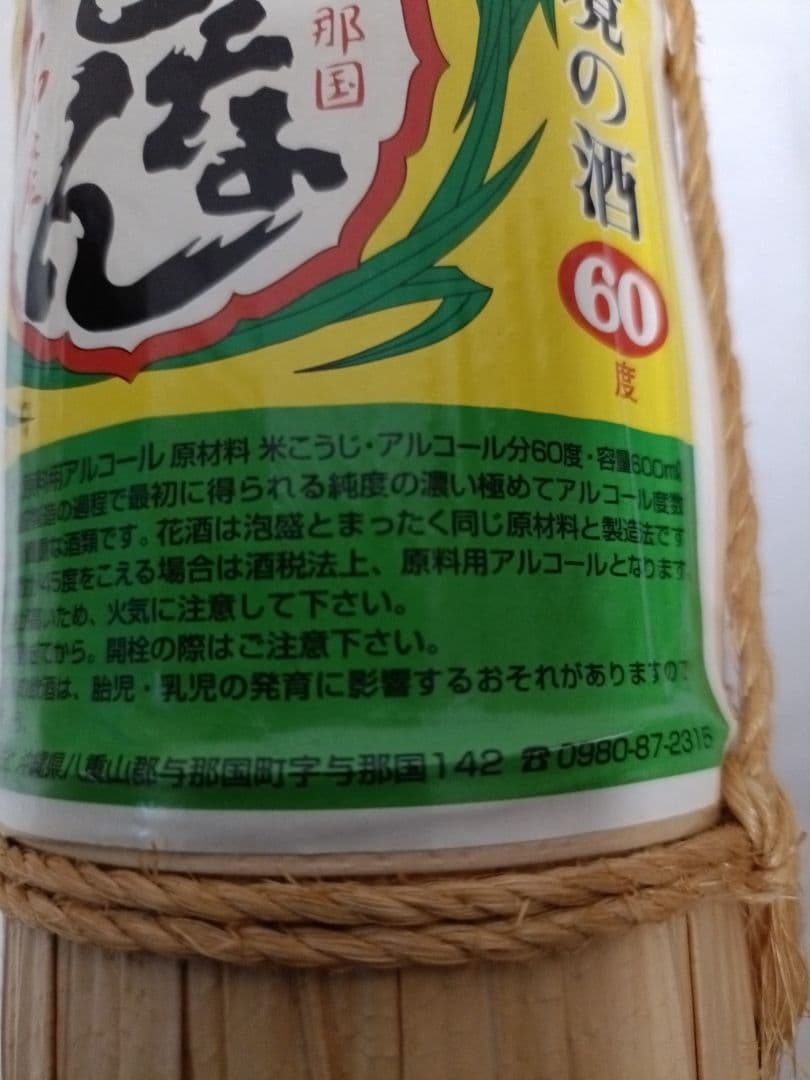 那国
覚の酒
60
度
原料用アルコール 原材料 米こうじ・アルコール分60度・容量600mℓ
の過程で最初に得られる純度の濃い極めてアルコール度数
な酒類です。花酒は泡盛とまったく同じ原材料と製造法です
45度をこえる場合は酒税法上、原料用アルコールとなります
ため、火気に注意して下さい。
てから。開栓の際はご注意下さい。
飲酒は、胎児・乳児の発育に影響するおそれがありますので
沖縄県八重山郡与那国町字与那国142 ☎0980-87-2315